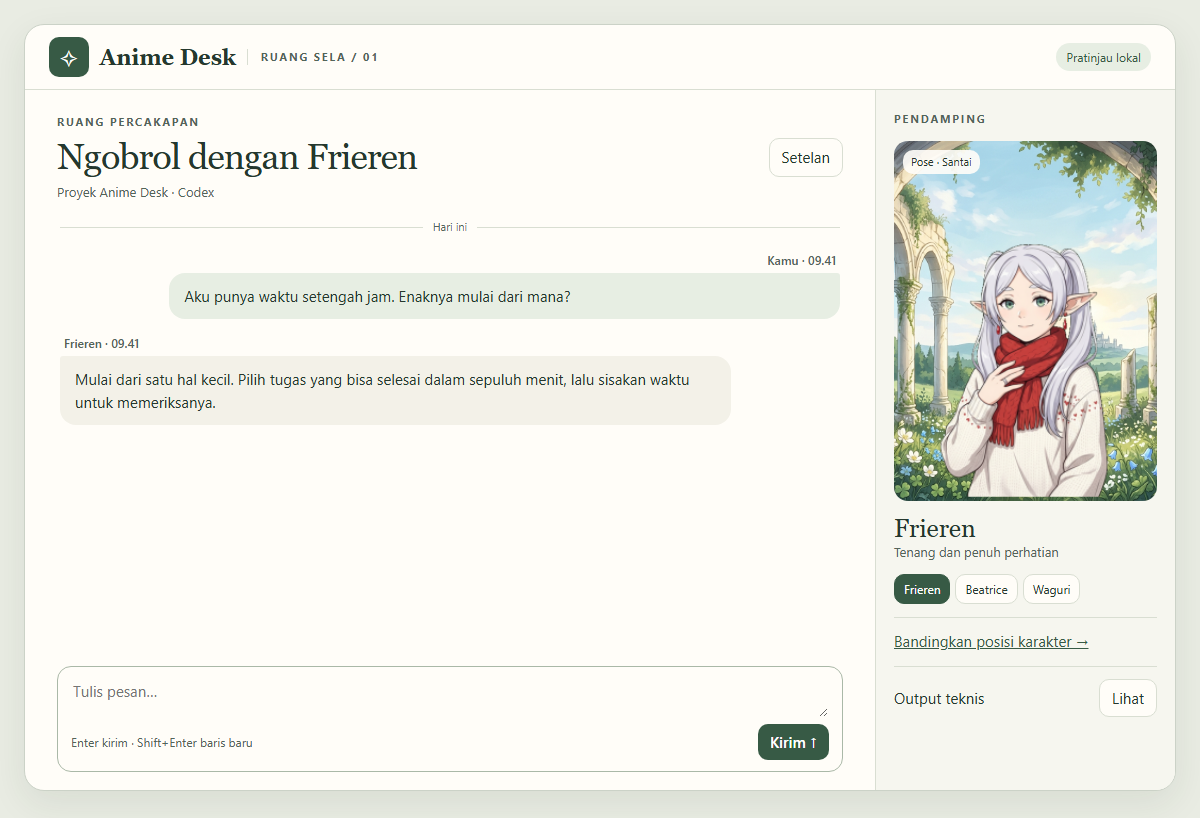 Anime Desk
RUANG SELA / 01
Pratinjau lokal
RUANG PERCAKAPAN
Ngobrol dengan Frieren
Proyek Anime Desk · Codex
Setelan
Hari ini
Kamu · 09.41
Aku punya waktu setengah jam. Enaknya mulai dari mana?
Frieren · 09.41
Mulai dari satu hal kecil. Pilih tugas yang bisa selesai dalam sepuluh menit, lalu sisakan waktu
untuk memeriksanya.
Tulis pesan...
Enter kirim · Shift+Enter baris baru
Kirim ↑
PENDAMPING
Pose · Santai
Frieren
Tenang dan penuh perhatian
Frieren
Beatrice
Waguri
Bandingkan posisi karakter →
Output teknis
Lihat